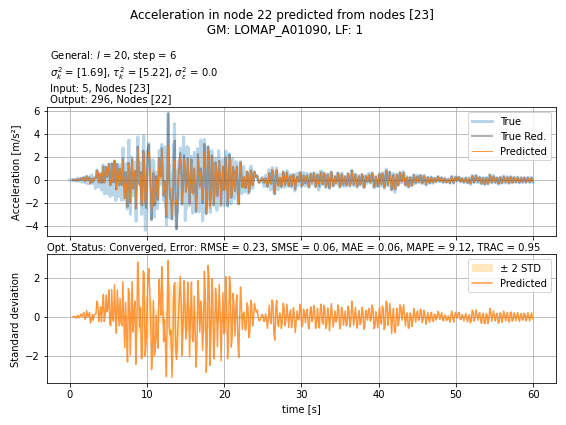 Acceleration in node 22 predicted from nodes [23]
GM: LOMAP_A01090, LF: 1
General: l = 20, step = 6
σ²ₖ = [1.69], τ²ₖ = [5.22], σ²ε = 0.0
Input: 5, Nodes [23]
Output: 296, Nodes [22]
Acceleration [m/s²]
6
4
2
0
−2
−4
True
True Red.
Predicted
Opt. Status: Converged, Error: RMSE = 0.23, SMSE = 0.06, MAE = 0.06, MAPE = 9.12, TRAC = 0.95
Standard deviation
2
0
−2
± 2 STD
Predicted
0 10 20 30 40 50 60
time [s]